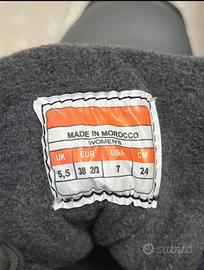 MADE IN MOROCCO
WOMEN'S
UK EUR USA CM
5,5 38 2/3 7 24
subito